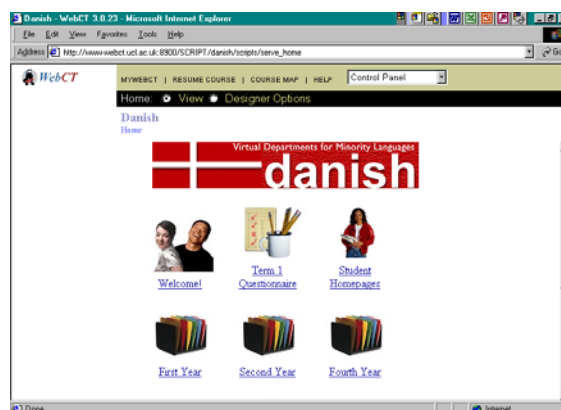 Danish - WebCT 3.0.23 - Microsoft Internet Explorer
File Edit View Favorites Tools Help
Address http://www-webct.ucl.ac.uk:8900/SCRIPT/danish/scripts/serve_home
WebCT
MYWEBCT | RESUME COURSE | COURSE MAP | HELP Control Panel
Home: View Designer Options
Danish
Home
Virtual Departments for Minority Languages
danish
Welcome! Term 1 Questionnaire Student Homepages
First Year Second Year Fourth Year
Done Internet